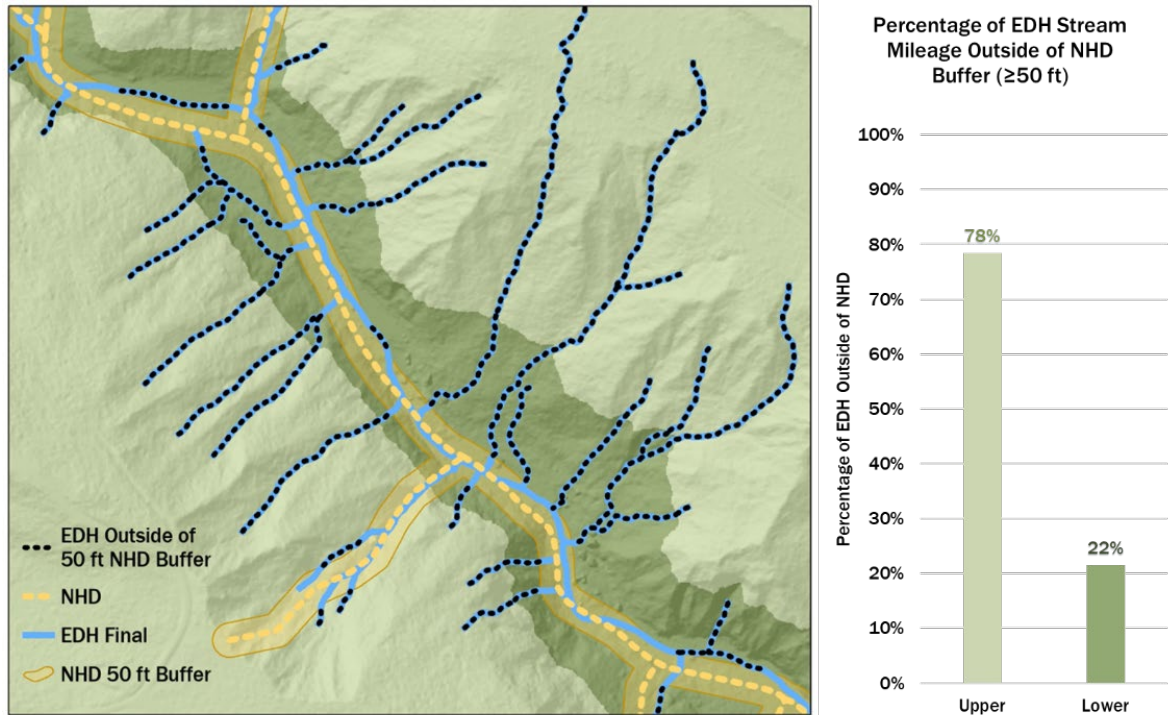 EDH Outside of
50 ft NHD Buffer
NHD
EDH Final
NHD 50 ft Buffer
Percentage of EDH Stream
Mileage Outside of NHD
Buffer (≥50 ft)
Percentage of EDH Outside of NHD
100%
90%
80%
70%
60%
50%
40%
30%
20%
10%
0%
78%
22%
Upper
Lower